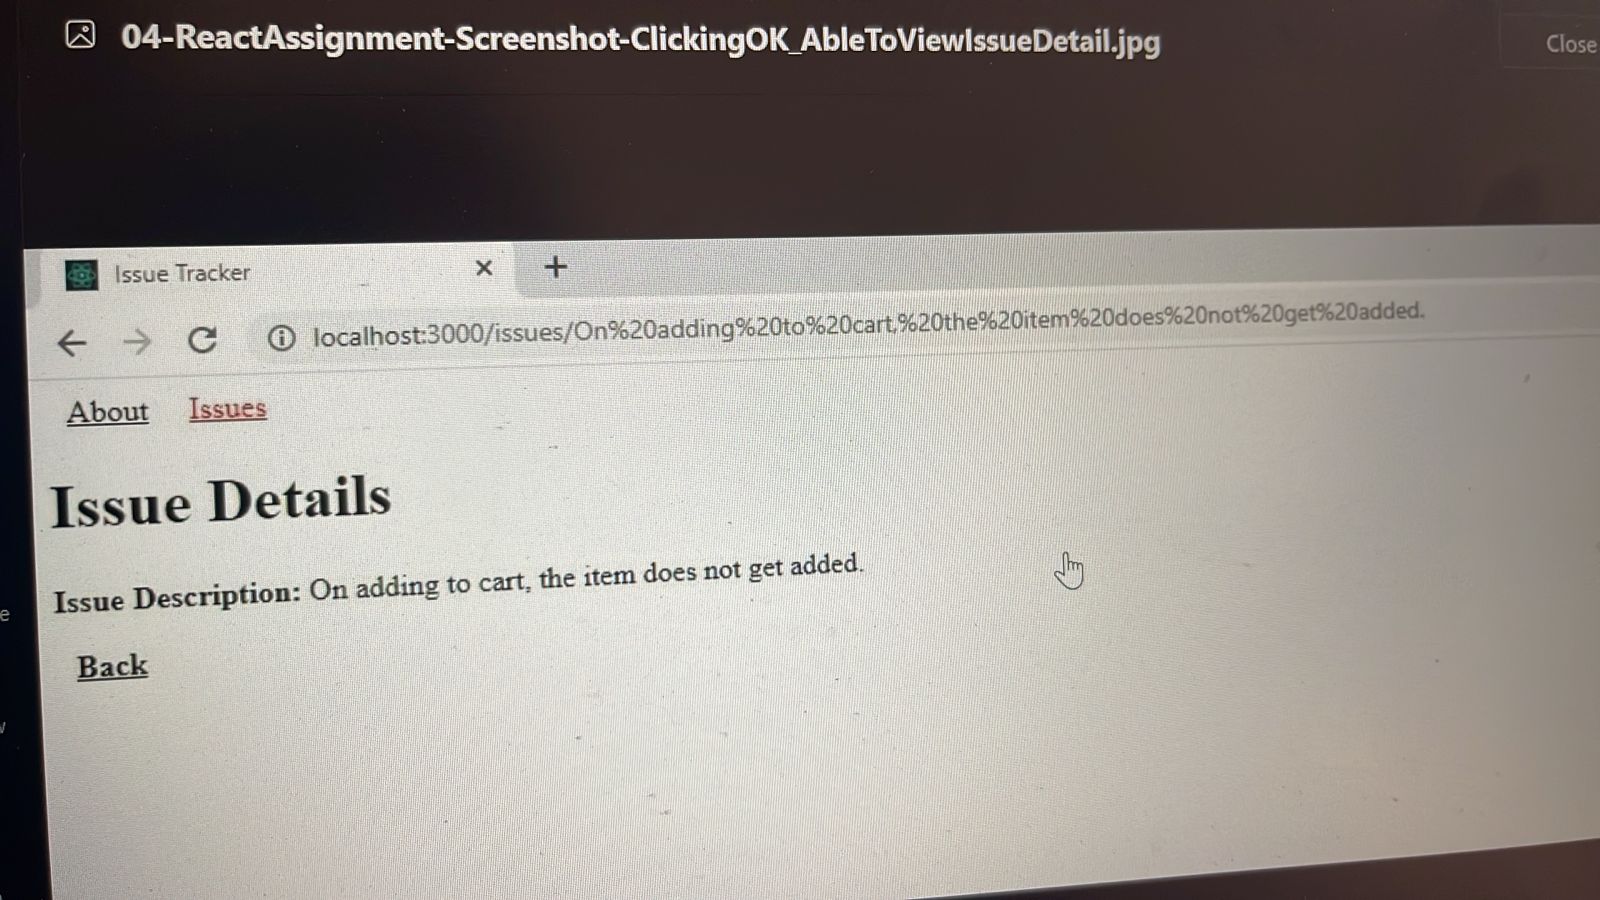 04-ReactAssignment-Screenshot-ClickingOK_AbleToViewIssueDetail.jpg
Close
Issue Tracker
localhost:3000/issues/On%20adding%20to%20cart,%20the%20item%20does%20not%20get%20added.
About Issues
Issue Details
Issue Description: On adding to cart, the item does not get added.
Back